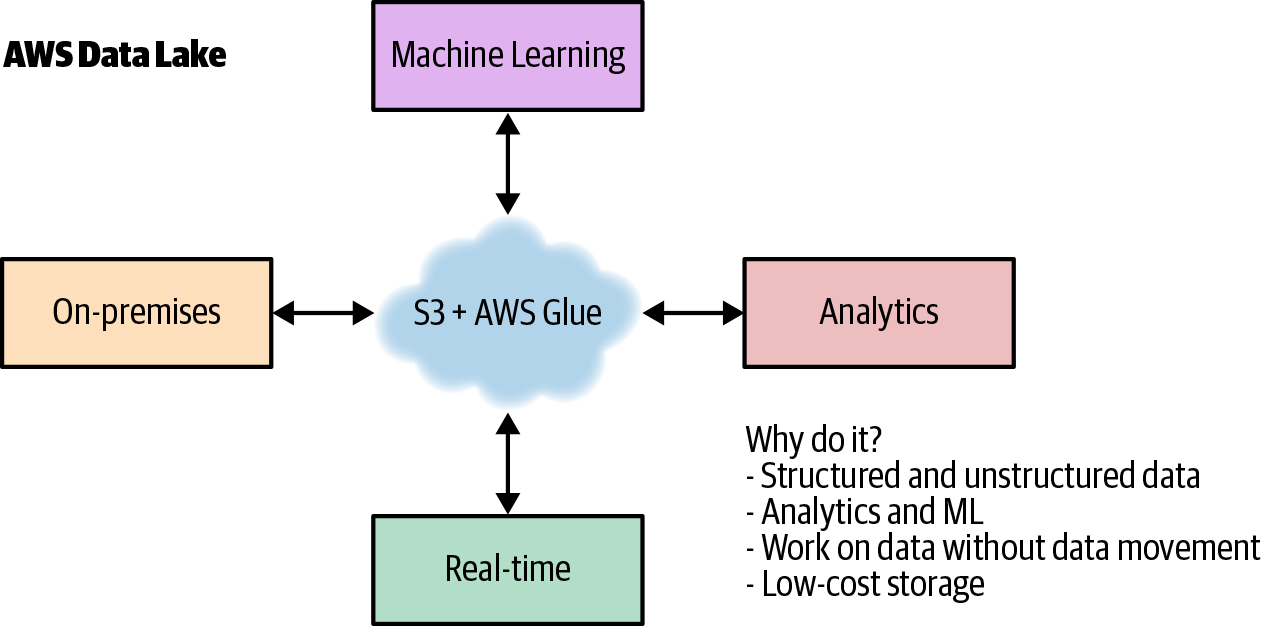 AWS Data Lake
Machine Learning
On-premises
S3 + AWS Glue
Analytics
Real-time
Why do it?
- Structured and unstructured data
- Analytics and ML
- Work on data without data movement
- Low-cost storage